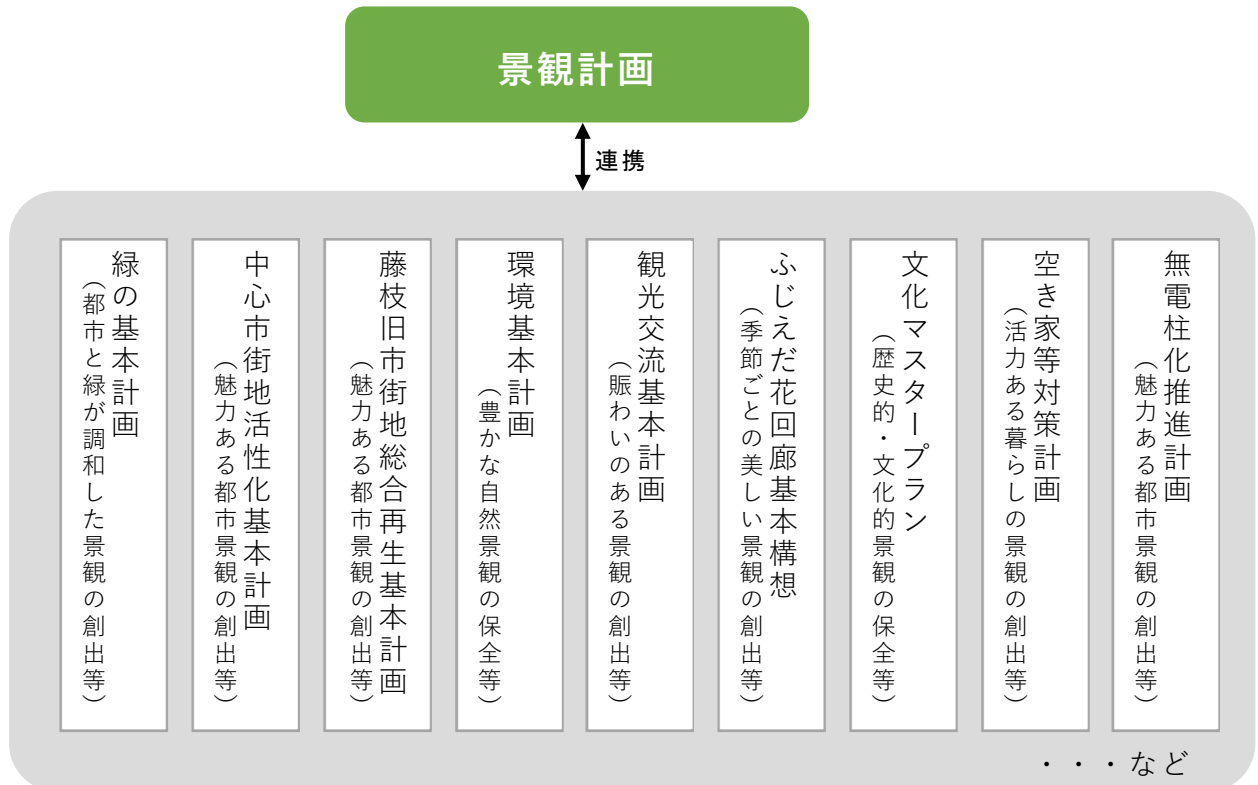 景観計画
連携
緑の基本計画
（都市と緑が調和した景観の創出等）
中心市街地活性化基本計画
（魅力ある都市景観の創出等）
藤枝旧市街地総合再生基本計画
（魅力ある都市景観の創出等）
環境基本計画
（豊かな自然景観の保全等）
観光交流基本計画
（賑わいのある景観の創出等）
ふじえだ花回廊基本構想
（季節ごとの美しい景観の創出等）
文化マスタープラン
（歴史的・文化的景観の保全等）
空き家等対策計画
（活力ある暮らしの景観の創出等）
無電柱化推進計画
（魅力ある都市景観の創出等）
・・・など